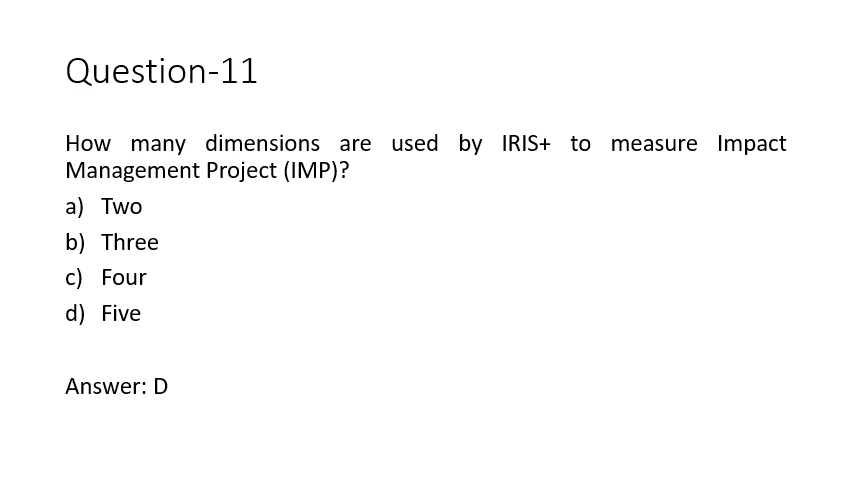 Question-11
How many dimensions are used by IRIS+ to measure Impact
Management Project (IMP)?
a) Two
b) Three
c) Four
d) Five
Answer: D